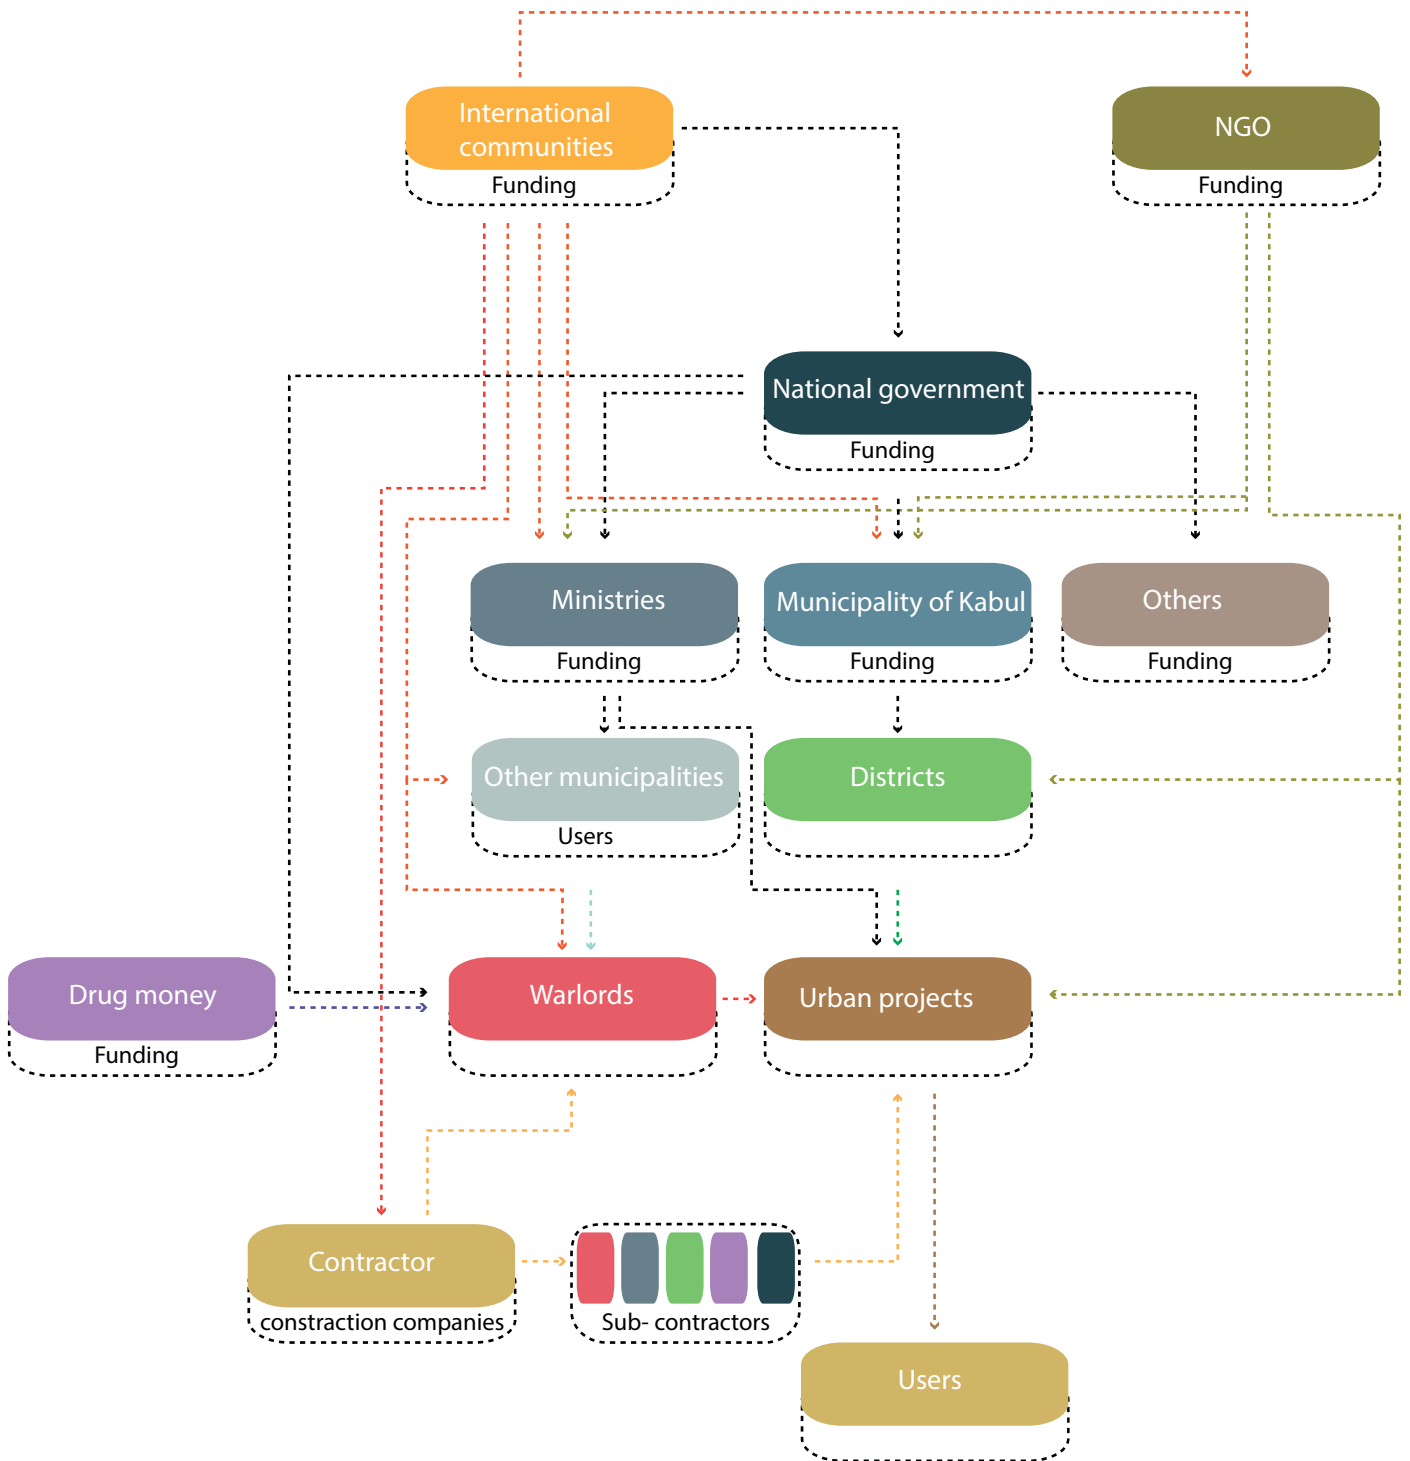 International
communities
Funding
NGO
Funding
National government
Funding
Ministries
Funding
Municipality of Kabul
Funding
Others
Funding
Other municipalities
Users
Districts
Drug money
Funding
Warlords
Urban projects
Contractor
constraction companies
Sub- contractors
Users